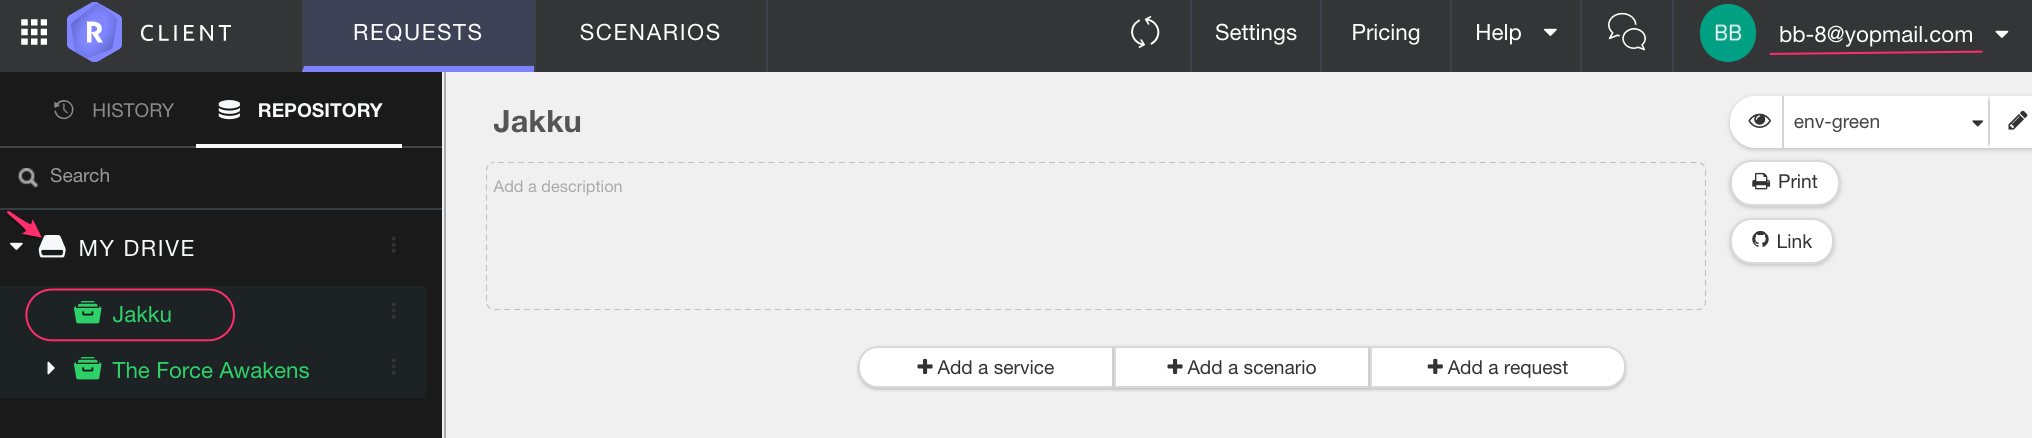 R CLIENT REQUESTS SCENARIOS Settings Pricing Help BB bb-8@yopmail.com
HISTORY REPOSITORY
Search
MY DRIVE
Jakku
The Force Awakens
Jakku
Add a description
env-green
Print
Link
Add a service Add a scenario Add a request